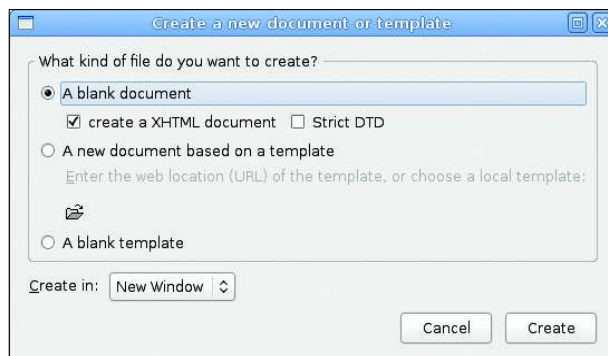 Create a new document or template
What kind of file do you want to create?
A blank document
create a XHTML document Strict DTD
A new document based on a template
Enter the web location (URL) of the template, or choose a local template:
A blank template
Create in: New Window
Cancel Create